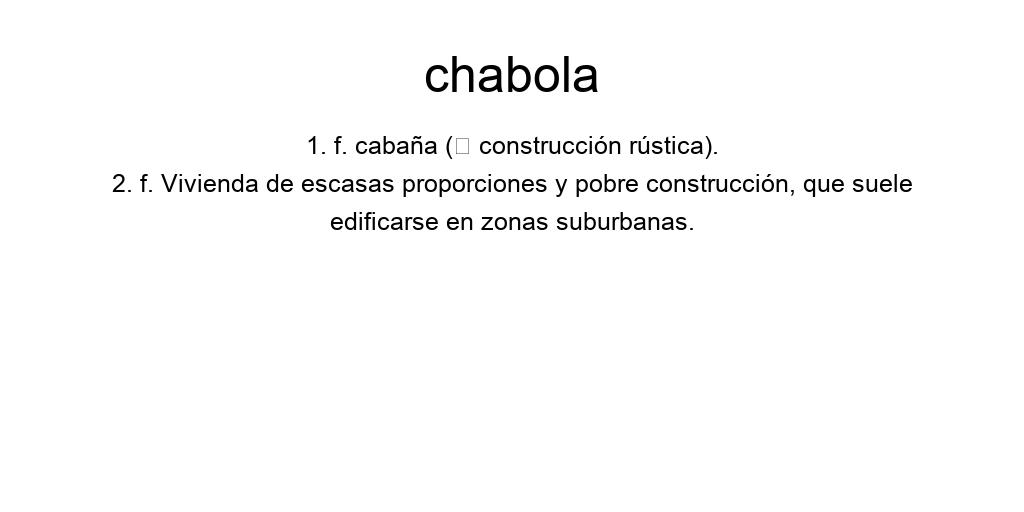 chabola
1. f. cabaña (▯ construcción rústica).
2. f. Vivienda de escasas proporciones y pobre construcción, que suele
edificarse en zonas suburbanas.